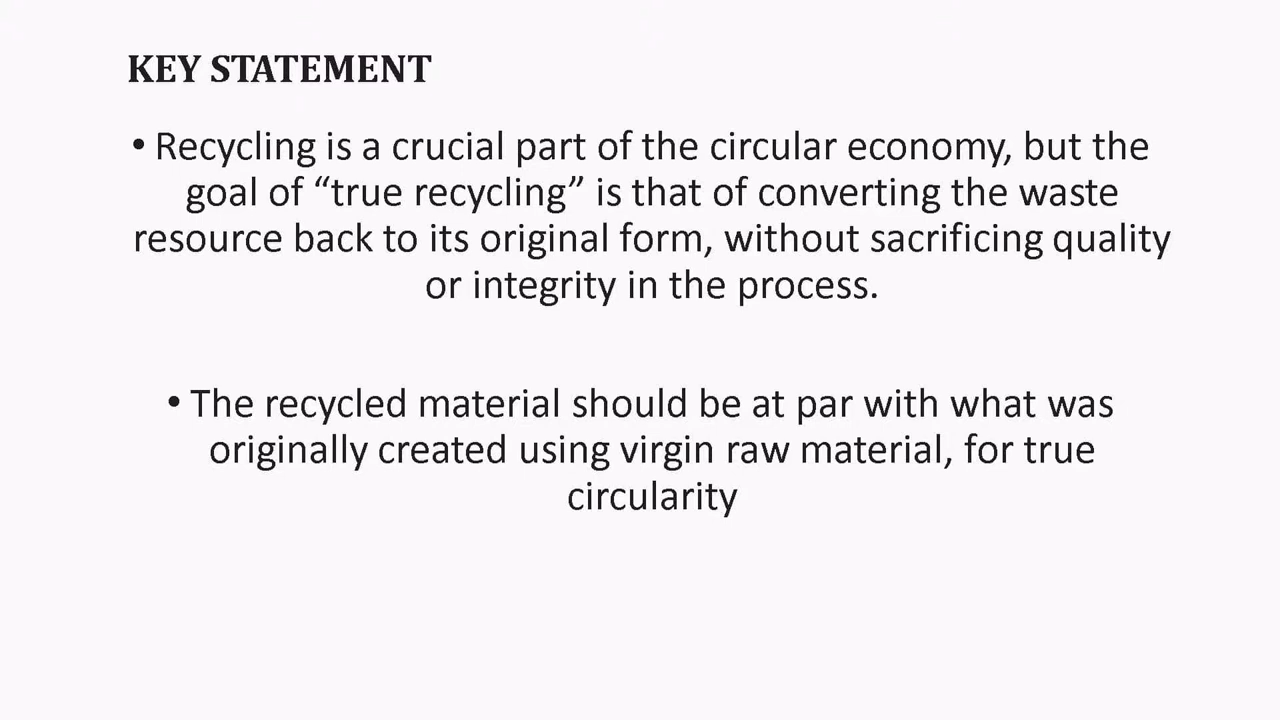 KEY STATEMENT
• Recycling is a crucial part of the circular economy, but the
goal of “true recycling” is that of converting the waste
resource back to its original form, without sacrificing quality
or integrity in the process.
• The recycled material should be at par with what was
originally created using virgin raw material, for true
circularity